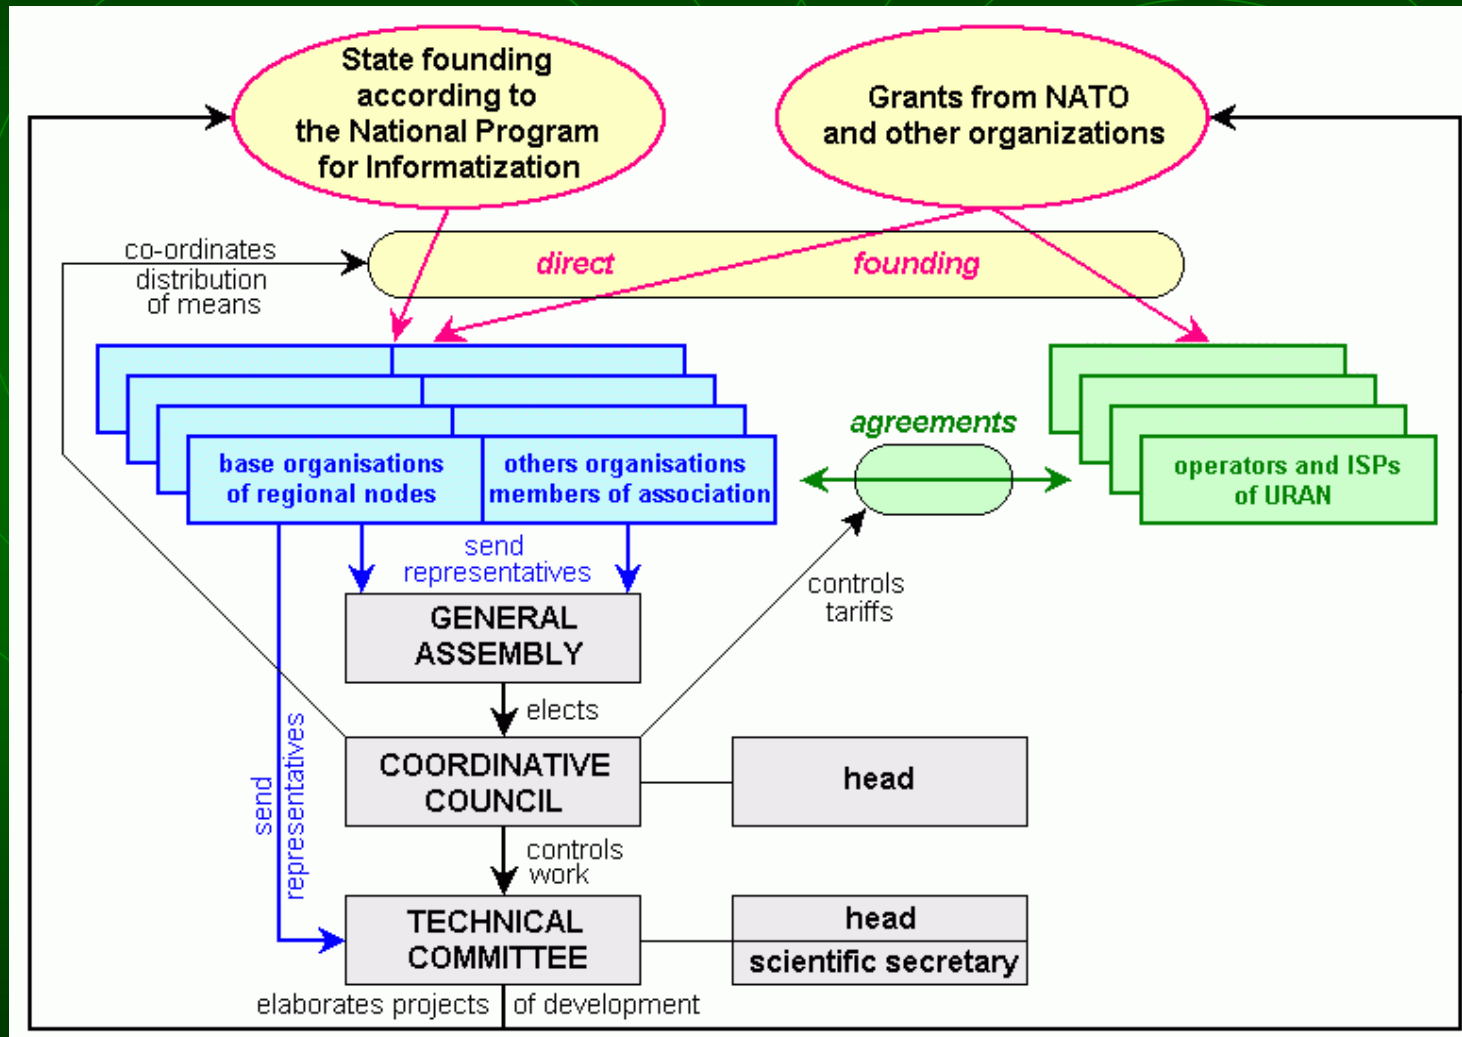 State founding
according to
the National Program
for Informatization
Grants from NATO
and other organizations
co-ordinates
distribution
of means
direct founding
agreements
base organisations
of regional nodes
others organisations
members of association
operators and ISPs
of URAN
send
representatives
controls
tariffs
GENERAL
ASSEMBLY
elects
send
representatives
COORDINATIVE
COUNCIL
head
controls
work
TECHNICAL
COMMITTEE
head
scientific secretary
elaborates projects of development